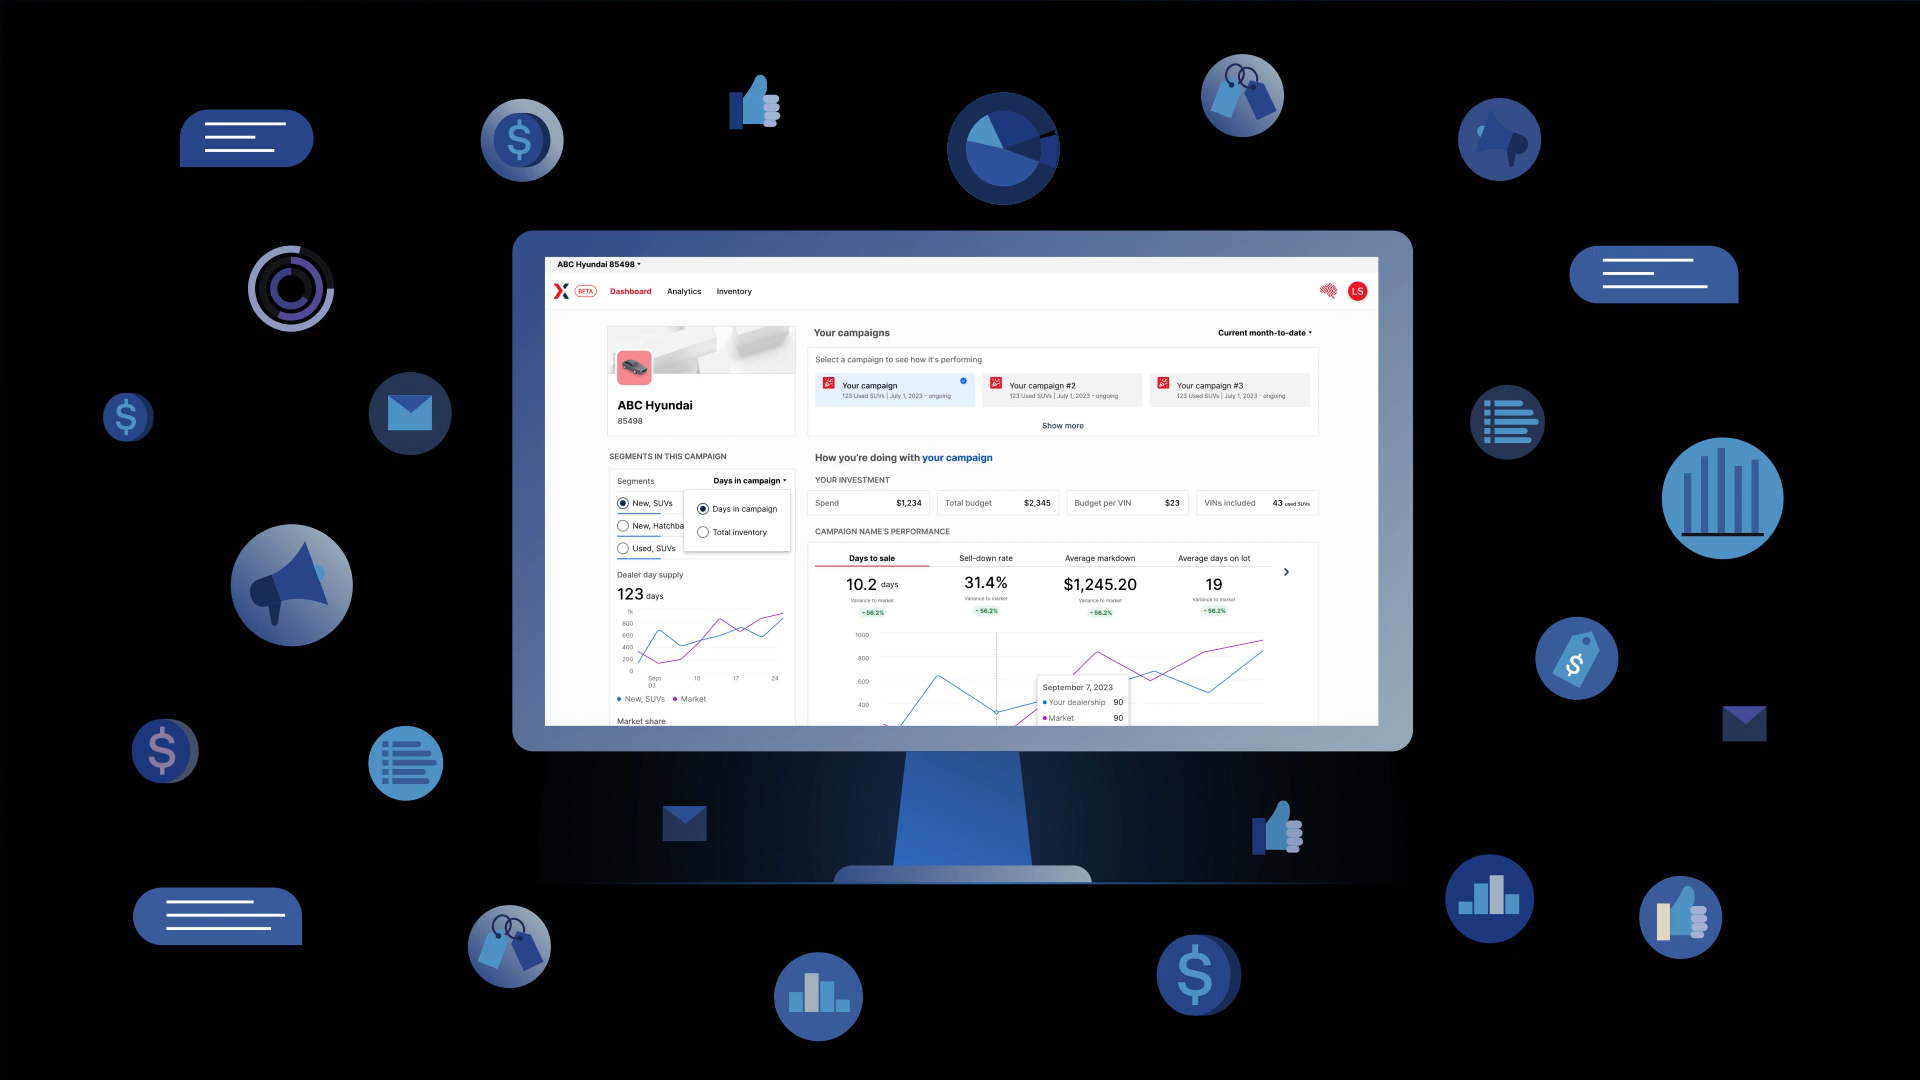 ABC Hyundai 85498
BETA Dashboard Analytics Inventory
LS
ABC Hyundai
85498
SEGMENTS IN THIS CAMPAIGN
Segments Days in campaign
New, SUVs
New, Hatchba
Used, SUVs
Days in campaign
Total inventory
Dealer day supply
123 days
1k
800
600
400
200
0
Sept 03 10 17 24
New, SUVs Market
Market share
Your campaigns Current month-to-date
Select a campaign to see how it's performing
Your campaign
123 Used SUVs | July 1, 2023 - ongoing
Your campaign #2
123 Used SUVs | July 1, 2023 - ongoing
Your campaign #3
123 Used SUVs | July 1, 2023 - ongoing
Show more
How you're doing with your campaign
YOUR INVESTMENT
Spend $1,234
Total budget $2,345
Budget per VIN $23
VINs included 43 used SUVs
CAMPAIGN NAME'S PERFORMANCE
Days to sale
10.2 days
Variance to market
- 56.2%
Sell-down rate
31.4%
Variance to market
- 56.2%
Average markdown
$1,245.20
Variance to market
- 56.2%
Average days on lot
19
Variance to market
- 56.2%
1000
800
600
400
September 7, 2023
Your dealership 90
Market 90
$
$
$
$
$